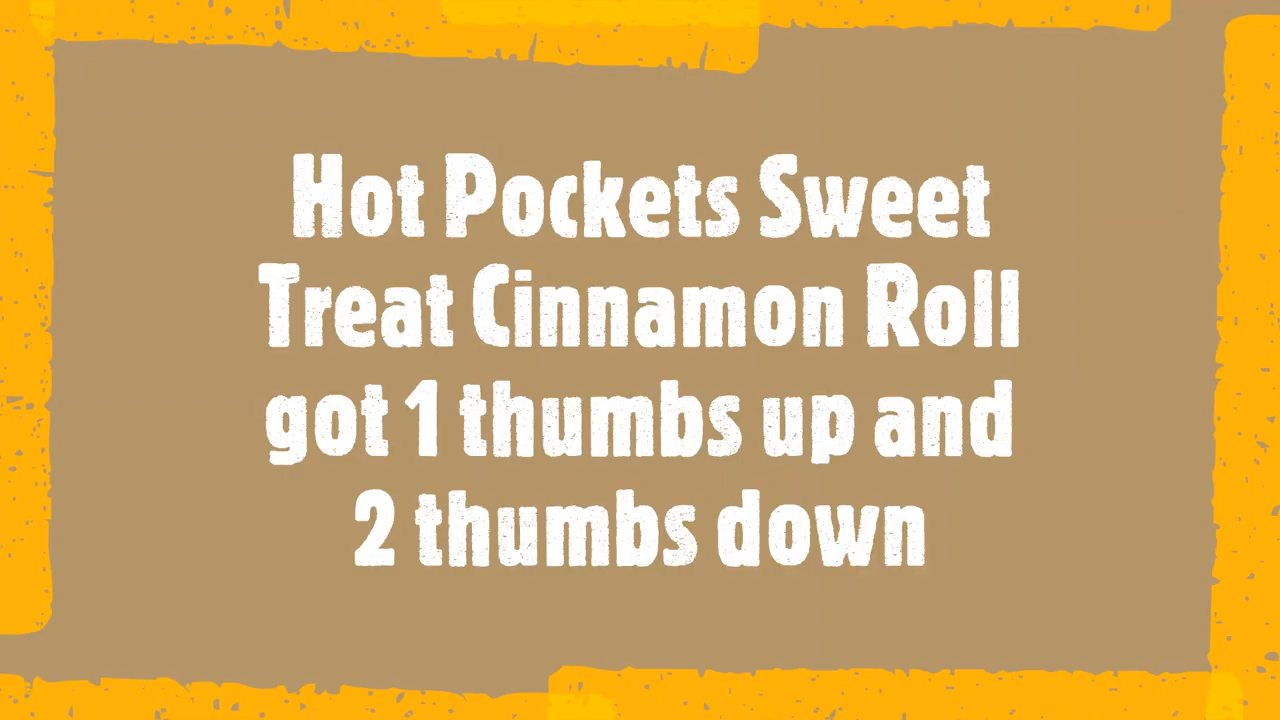 Hot Pockets Sweet
Treat Cinnamon Roll
got 1 thumbs up and
2 thumbs down